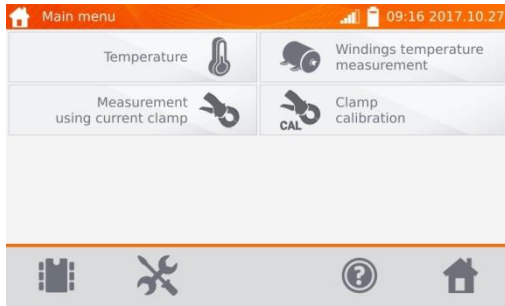 Main menu
09:16 2017.10.27
Temperature
Windings temperature
measurement
Measurement
using current clamp
CAL
Clamp
calibration
?